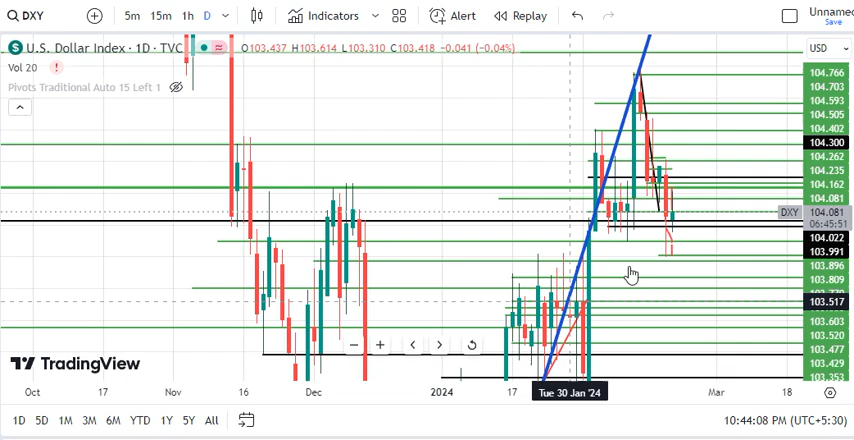 DXY 5m 15m 1h D Indicators Alert Replay Unnamed
Save
S U.S. Dollar Index · 1D · TVC ≈ O103.437 H103.614 L103.310 C103.418 -0.041 (-0.04%) USD
Vol 20 !
Pivots Traditional Auto 15 Left 1
104.766
104.703
104.593
104.505
104.402
104.300
104.262
104.235
104.162
104.081
DXY 104.081
06:45:51
104.022
103.991
103.896
103.809
103.517
103.603
103.520
103.477
103.429
103.353
TradingView
Oct 17 Nov 16 Dec 2024 17 Tue 30 Jan '24 Mar 18
1D 5D 1M 3M 6M YTD 1Y 5Y All 10:44:08 PM (UTC+5:30)